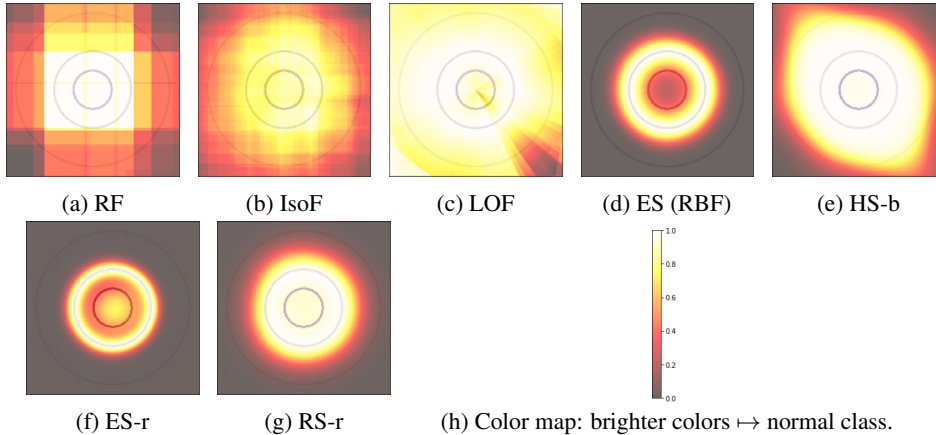 (a) RF
(b) IsoF
(c) LOF
(d) ES (RBF)
(e) HS-b
1.0
0.8
0.6
0.4
0.2
0.0
(f) ES-r
(g) RS-r
(h) Color map: brighter colors ↦ normal class.